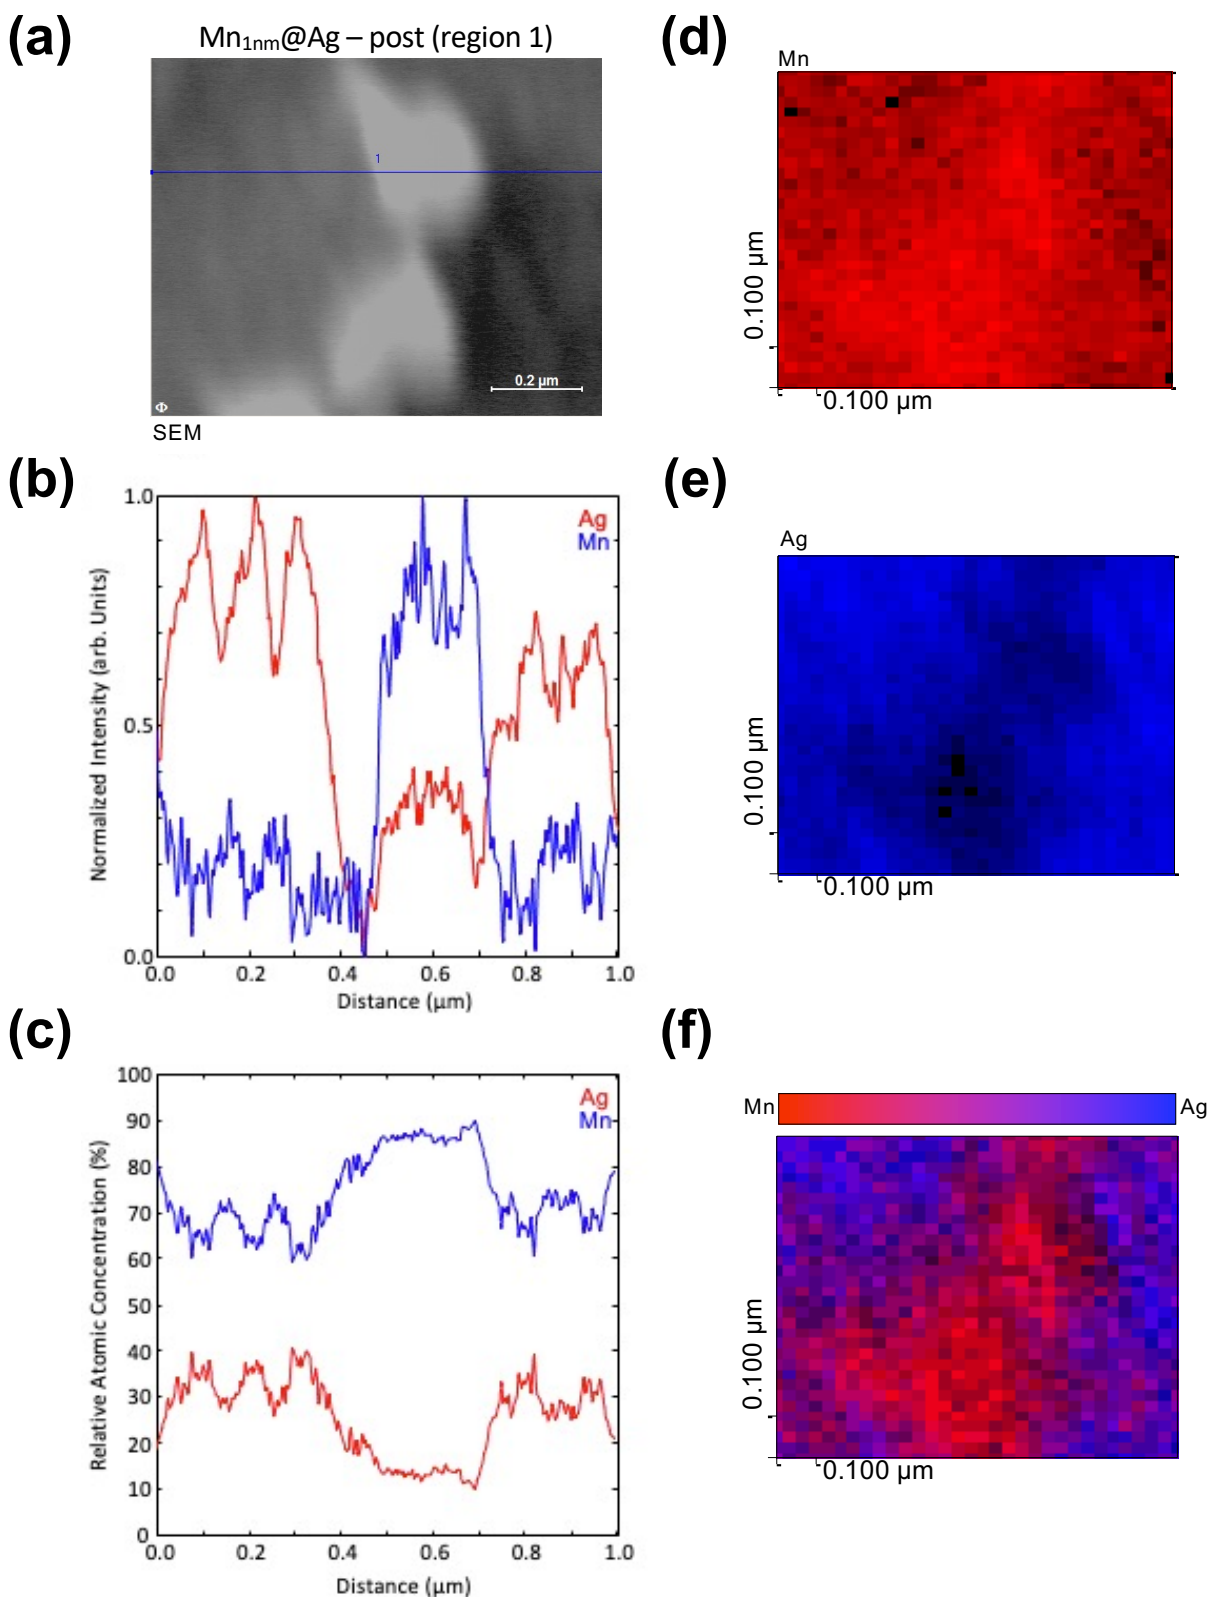 (a)
Mn1nm@Ag – post (region 1)
1
0.2 µm
Φ
SEM
(b)
1.0
0.5
0.0
0.0 0.2 0.4 0.6 0.8 1.0
Normalized Intensity (arb. Units)
Distance (µm)
Ag
Mn
(c)
100
90
80
70
60
50
40
30
20
10
0
0.0 0.2 0.4 0.6 0.8 1.0
Relative Atomic Concentration (%)
Distance (µm)
Ag
Mn
(d)
Mn
0.100 µm
0.100 µm
(e)
Ag
0.100 µm
0.100 µm
(f)
Mn Ag
0.100 µm
0.100 µm